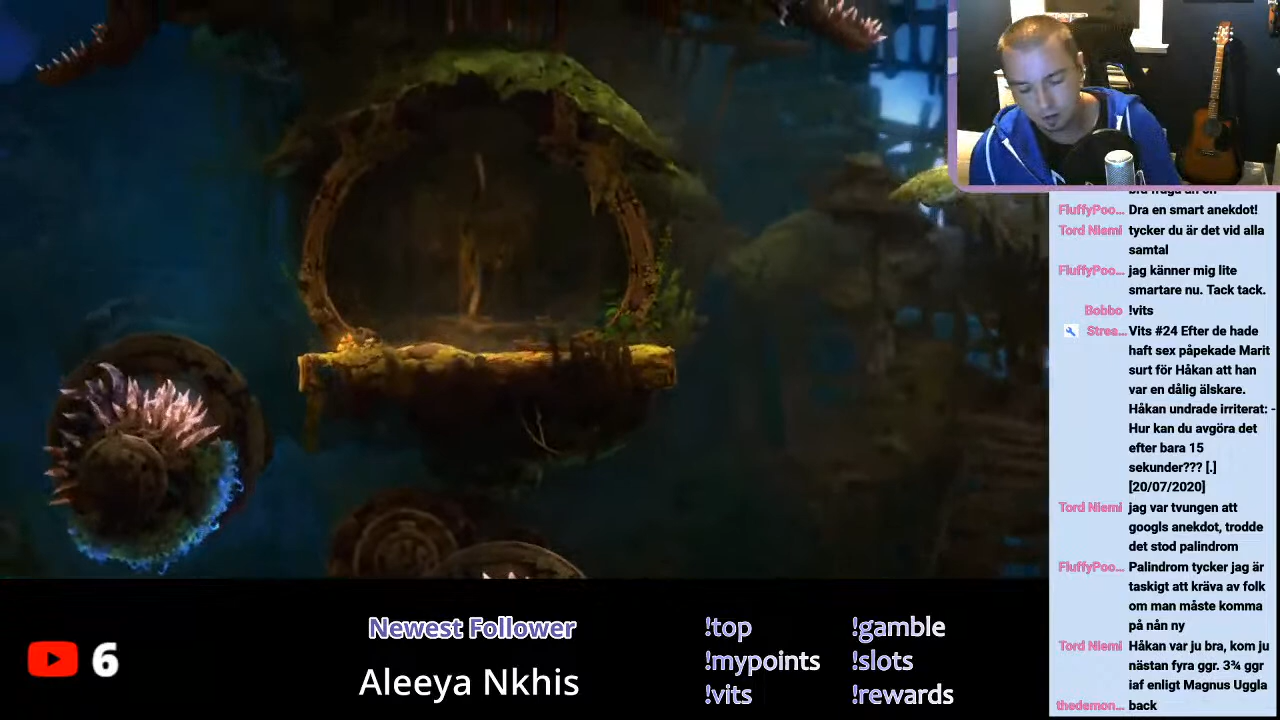 FluffyPoo... Dra en smart anekdot!
Tord Niemi tycker du är det vid alla
samtal
FluffyPoo... jag känner mig lite
smartare nu. Tack tack.
Bobbo !vits
Strea... Vits #24 Efter de hade
haft sex påpekade Marit
surt för Håkan att han
var en dålig älskare.
Håkan undrade irriterat: -
Hur kan du avgöra det
efter bara 15
sekunder??? [.]
[20/07/2020]
Tord Niemi jag var tvungen att
googls anekdot, trodde
det stod palindrom
FluffyPoo... Palindrom tycker jag är
taskigt att kräva av folk
om man måste komma
på nån ny
Tord Niemi Håkan var ju bra, kom ju
nästan fyra ggr. 3¾ ggr
iaf enligt Magnus Uggla
thedemon... back
6
Newest Follower
Aleeya Nkhis
!top !gamble
!mypoints !slots
!vits !rewards